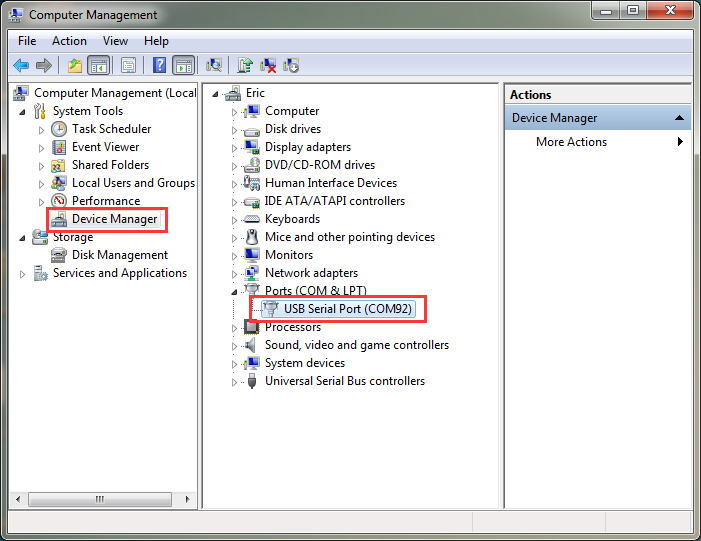 Computer Management
File Action View Help
Computer Management (Local
System Tools
Task Scheduler
Event Viewer
Shared Folders
Local Users and Groups
Performance
Device Manager
Storage
Disk Management
Services and Applications
Eric
Computer
Disk drives
Display adapters
DVD/CD-ROM drives
Human Interface Devices
IDE ATA/ATAPI controllers
Keyboards
Mice and other pointing devices
Monitors
Network adapters
Ports (COM & LPT)
USB Serial Port (COM92)
Processors
Sound, video and game controllers
System devices
Universal Serial Bus controllers
Actions
Device Manager
More Actions